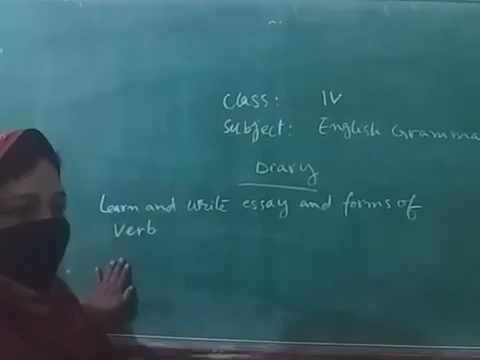 Class: IV
Subject: English Gramma
Diary
Learn and write essay and forms of
Verb